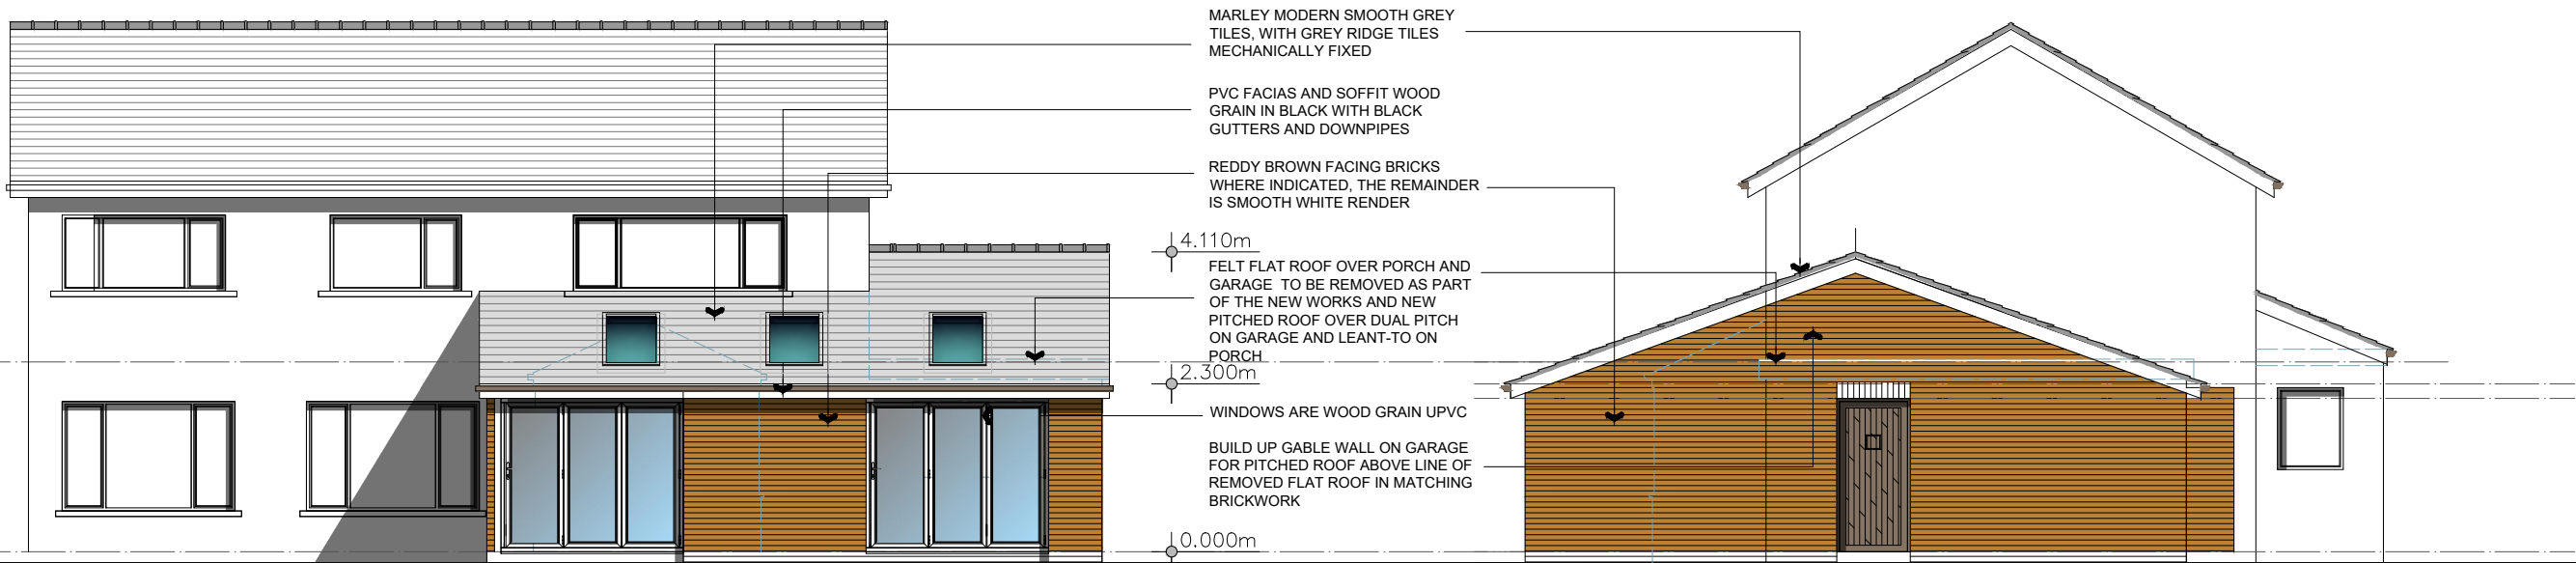 MARLEY MODERN SMOOTH GREY
TILES, WITH GREY RIDGE TILES
MECHANICALLY FIXED
PVC FACIAS AND SOFFIT WOOD
GRAIN IN BLACK WITH BLACK
GUTTERS AND DOWNPIPES
REDDY BROWN FACING BRICKS
WHERE INDICATED, THE REMAINDER
IS SMOOTH WHITE RENDER
4.110m
FELT FLAT ROOF OVER PORCH AND
GARAGE TO BE REMOVED AS PART
OF THE NEW WORKS AND NEW
PITCHED ROOF OVER DUAL PITCH
ON GARAGE AND LEANT-TO ON
PORCH
2.300m
WINDOWS ARE WOOD GRAIN UPVC
BUILD UP GABLE WALL ON GARAGE
FOR PITCHED ROOF ABOVE LINE OF
REMOVED FLAT ROOF IN MATCHING
BRICKWORK
0.000m